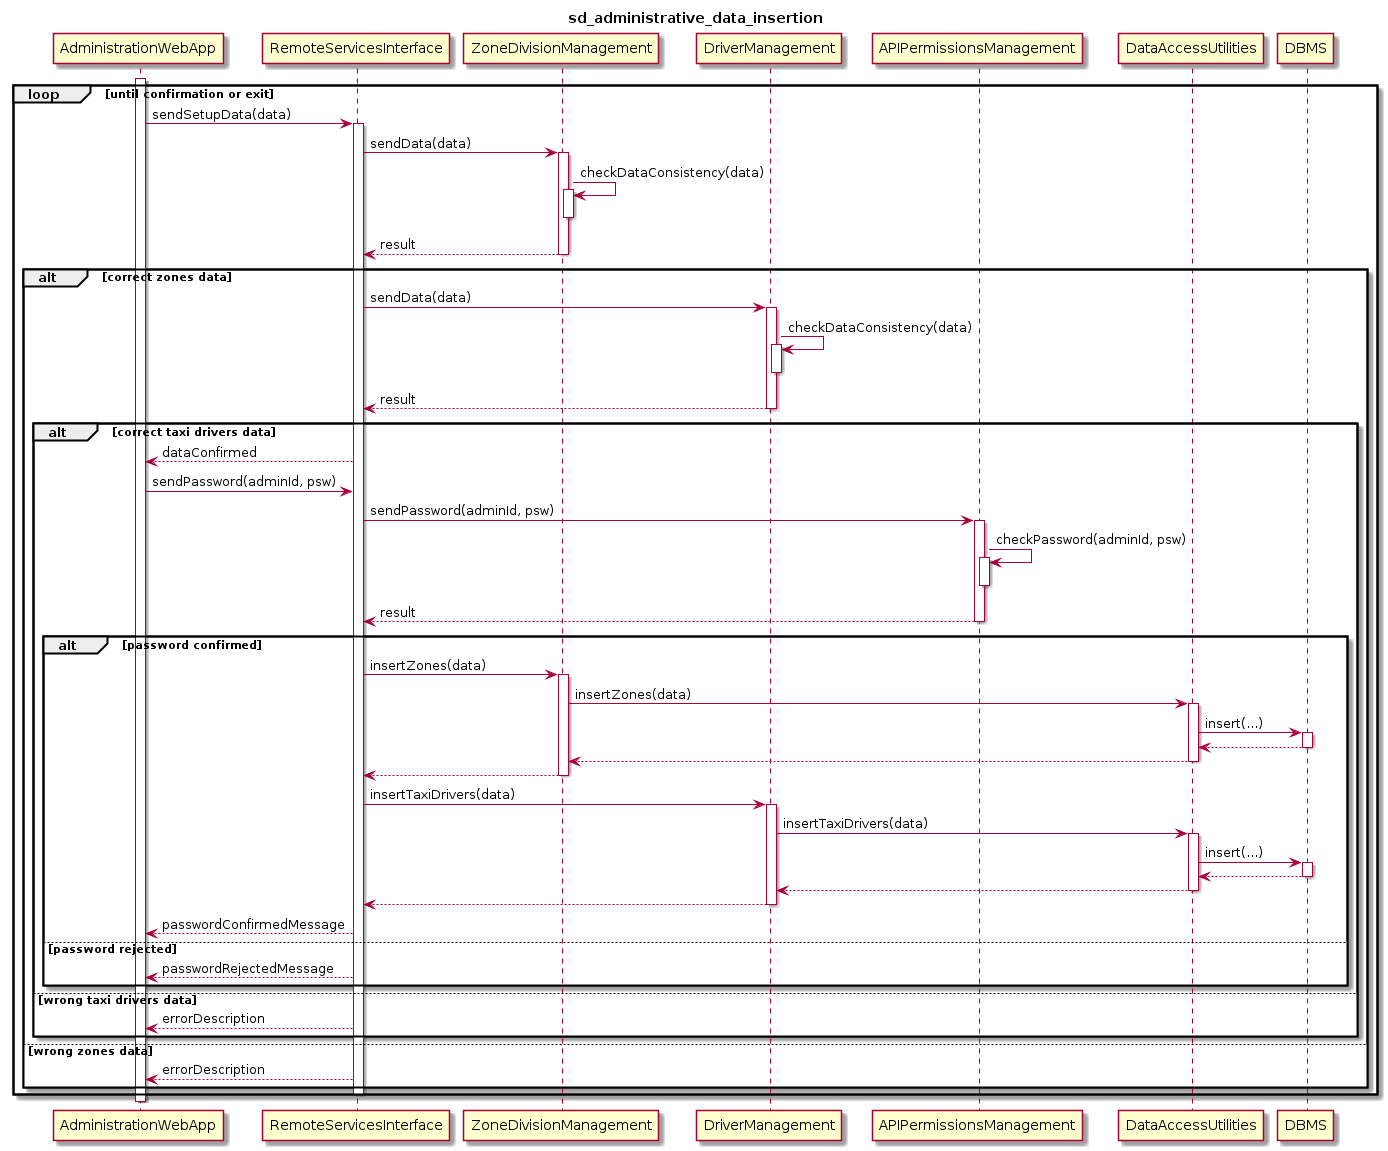 sd_administrative_data_insertion
AdministrationWebApp RemoteServicesInterface ZoneDivisionManagement DriverManagement APIPermissionsManagement DataAccessUtilities DBMS
loop [until confirmation or exit]
sendSetupData(data)
sendData(data)
checkDataConsistency(data)
result
alt [correct zones data]
sendData(data)
checkDataConsistency(data)
result
alt [correct taxi drivers data]
dataConfirmed
sendPassword(adminId, psw)
sendPassword(adminId, psw)
checkPassword(adminId, psw)
result
alt [password confirmed]
insertZones(data)
insertZones(data)
insert(...)
insertTaxiDrivers(data)
insertTaxiDrivers(data)
insert(...)
passwordConfirmedMessage
[password rejected]
passwordRejectedMessage
[wrong taxi drivers data]
errorDescription
[wrong zones data]
errorDescription
AdministrationWebApp RemoteServicesInterface ZoneDivisionManagement DriverManagement APIPermissionsManagement DataAccessUtilities DBMS